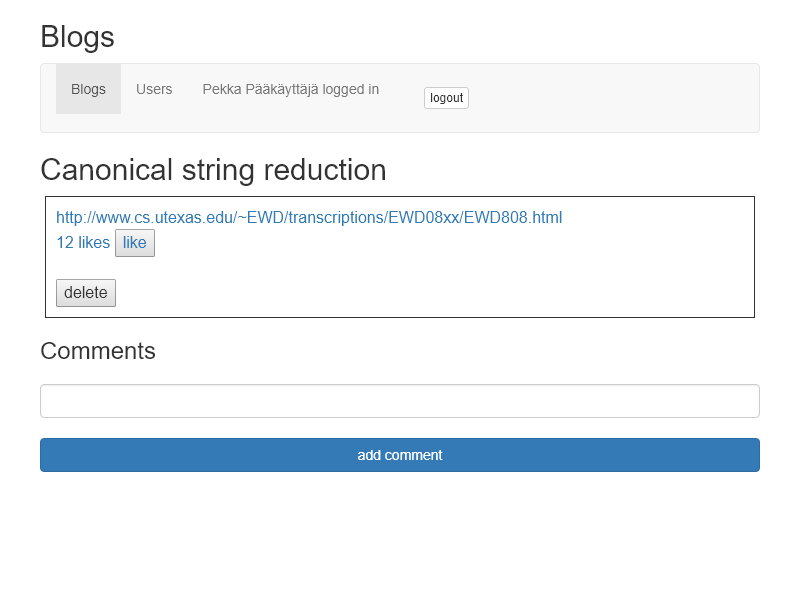 Blogs
Blogs Users Pekka Pääkäyttäjä logged in logout
Canonical string reduction
http://www.cs.utexas.edu/~EWD/transcriptions/EWD08xx/EWD808.html
12 likes like
delete
Comments
add comment